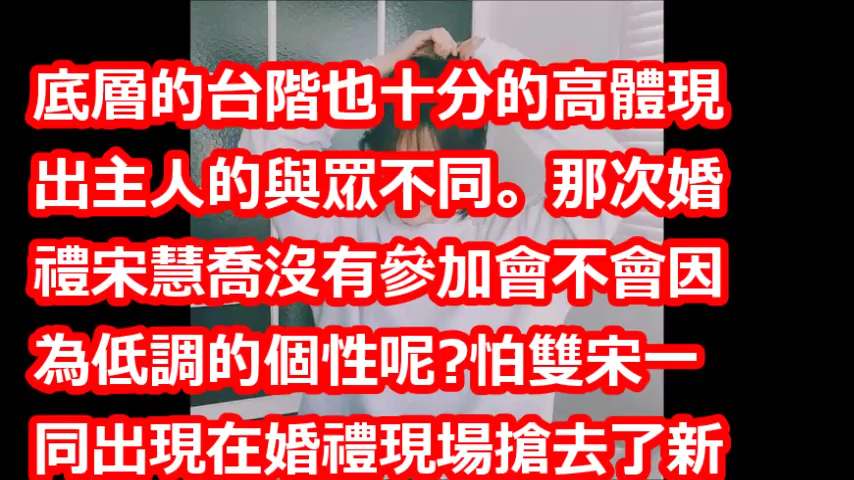 底層的台階也十分的高體現
出主人的與眾不同。那次婚
禮宋慧喬沒有參加會不會因
為低調的個性呢?怕雙宋一
同出現在婚禮現場搶去了新